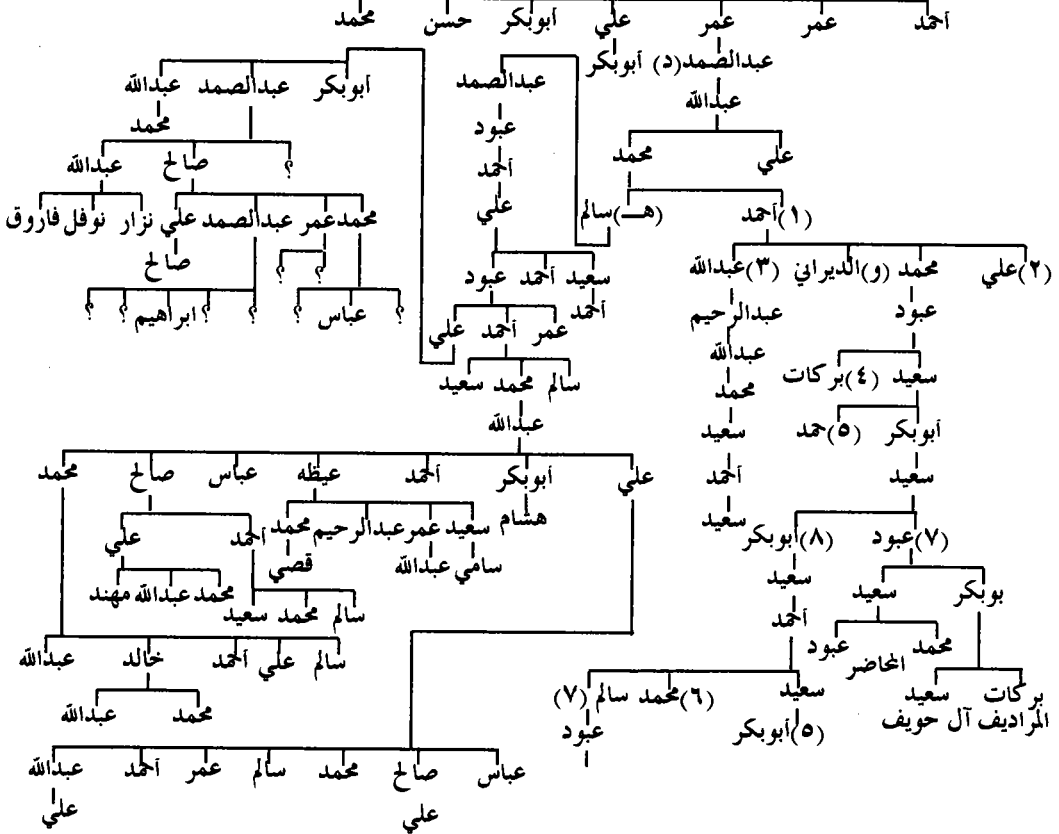 أحمد عمر عمر علي أبوبكر حسن محمد
عبدالصمد (د) أبوبكر عبدالصمد أبوبكر عبدالصمد عبدالله
عبدالله عبود محمد
علي محمد أحمد ؟ صالح عبدالله
(١) أحمد (هـ) سالم علي محمد عمر عبدالصمد علي نزار نوفل فاروق
صالح
(٢) علي محمد (و) الديراني (٣) عبدالله سعيد أحمد عبود ؟ ؟
عبود عبدالرحيم أحمد ؟ عباس ؟ ؟ ؟ ابراهيم ؟ ؟
عمر أحمد علي
عبدالله
سعيد (٤) بركات محمد سالم محمد سعيد
أبوبكر (٥) حمد سعيد عبدالله
سعيد أحمد علي أبوبكر أحمد عيظه عباس صالح محمد
سعيد هشام سعيد عمر عبدالرحيم محمد
(٧) عبود (٨) أبوبكر أحمد علي
سامي عبدالله قصي
بوبكر سعيد سعيد محمد عبدالله مهند
أحمد سالم محمد سعيد
محمد عبود
المحاضر سالم علي أحمد خالد عبدالله
بركات سعيد سعيد (٦) محمد سالم (٧)
المراديف آل حويف (٥) أبوبكر عبود محمد عبدالله
عباس صالح محمد سالم عمر أحمد عبدالله
علي علي